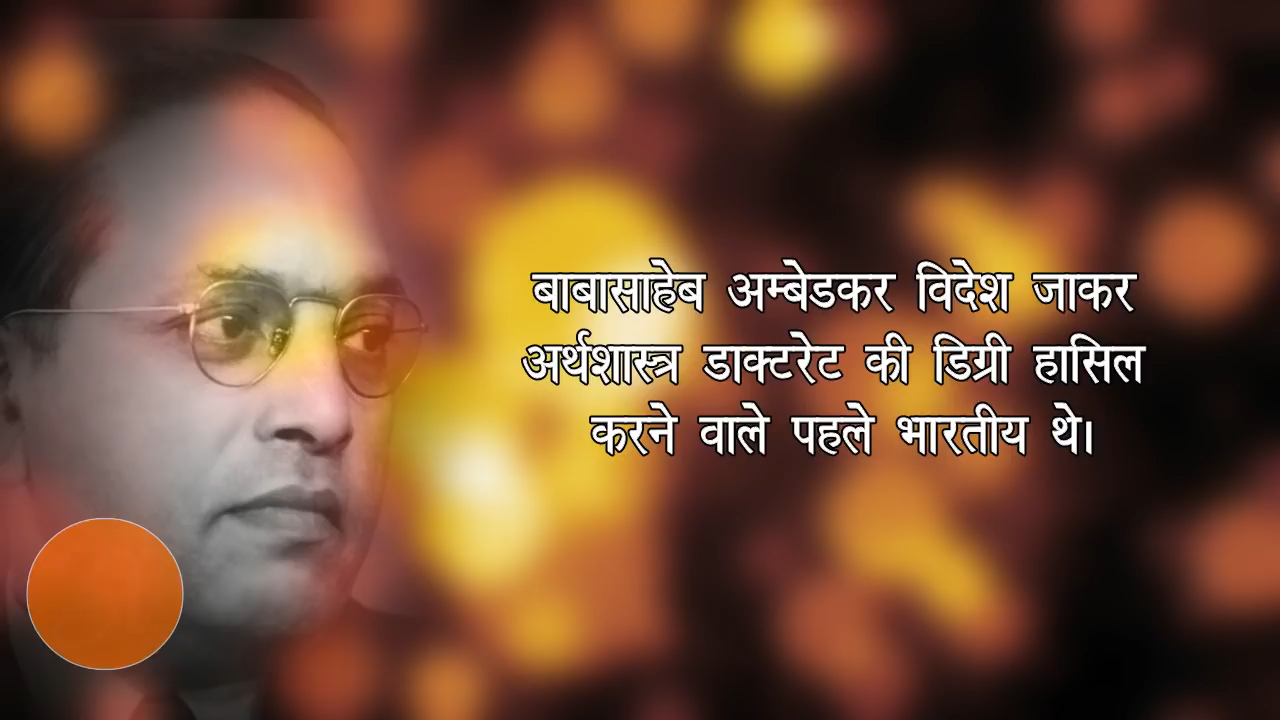 बाबासाहेब अम्बेडकर विदेश जाकर
अर्थशास्त्र डाक्टरेट की डिग्री हासिल
करने वाले पहले भारतीय थे।